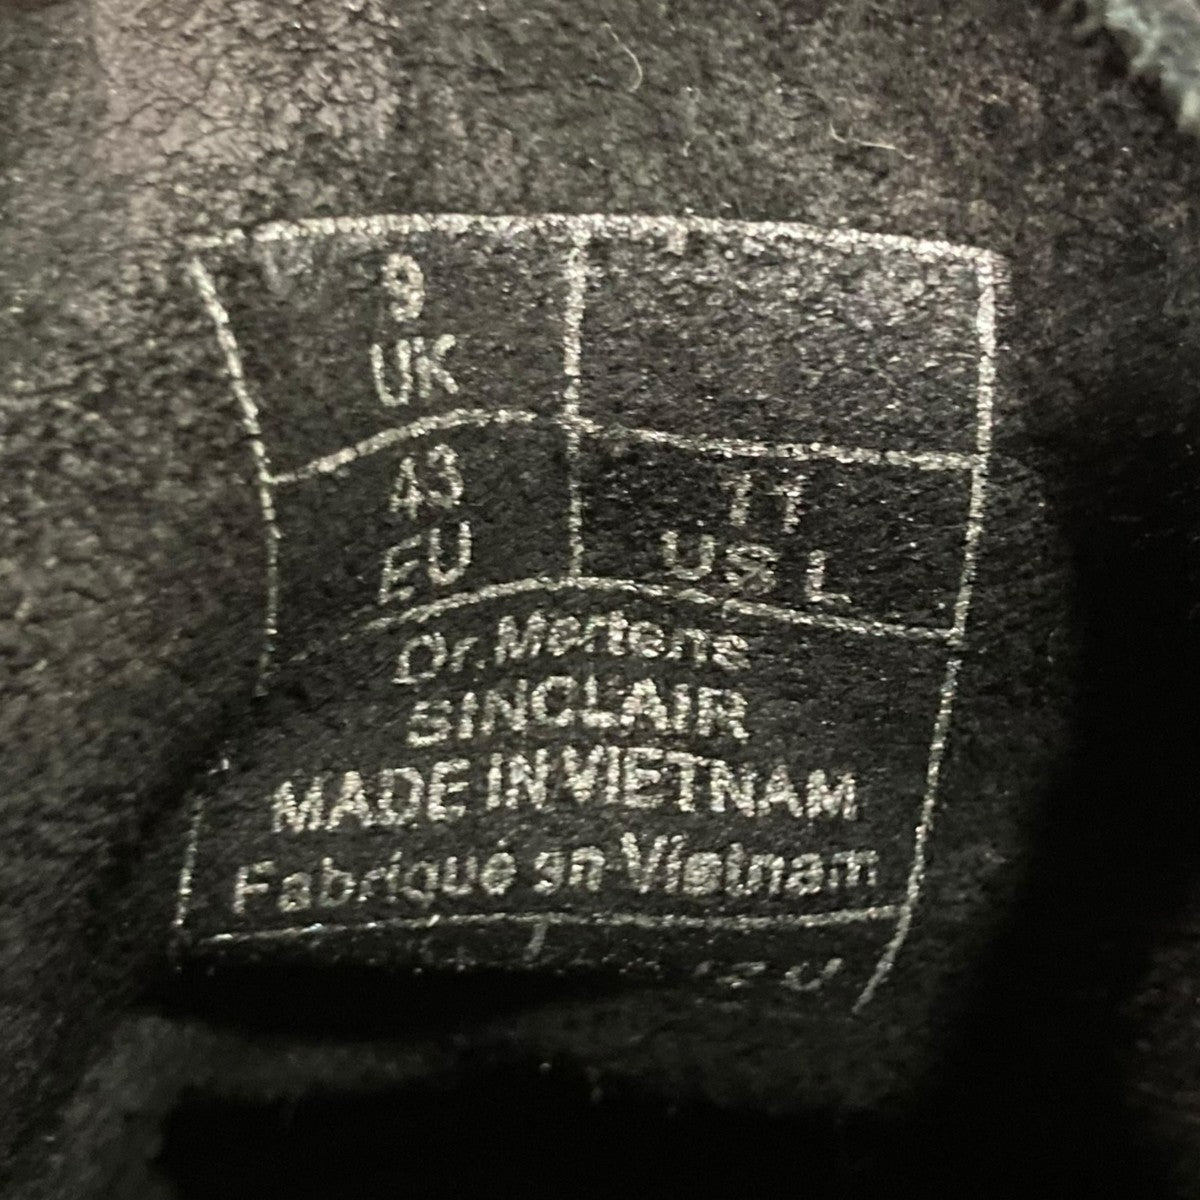 9
UK
43
EU
11
US L
Dr. Martens
SINCLAIR
MADE IN VIETNAM
Fabriqué en Vietnam